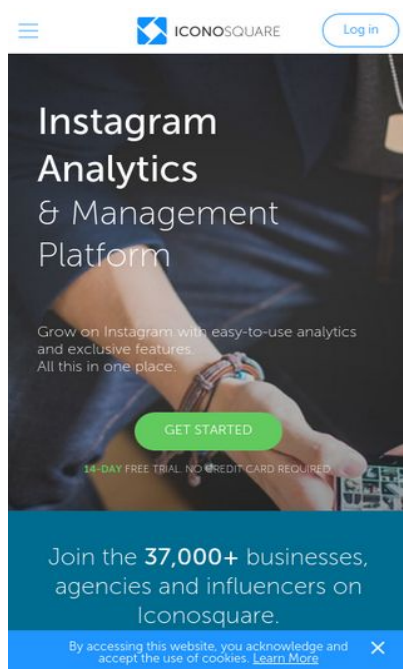 ICONOSQUARE
Log in
Instagram
Analytics
& Management
Platform
Grow on Instagram with easy-to-use analytics
and exclusive features.
All this in one place.
GET STARTED
14-DAY FREE TRIAL. NO CREDIT CARD REQUIRED
Join the 37,000+ businesses,
agencies and influencers on
Iconosquare.
By accessing this website, you acknowledge and
accept the use of cookies. Learn More